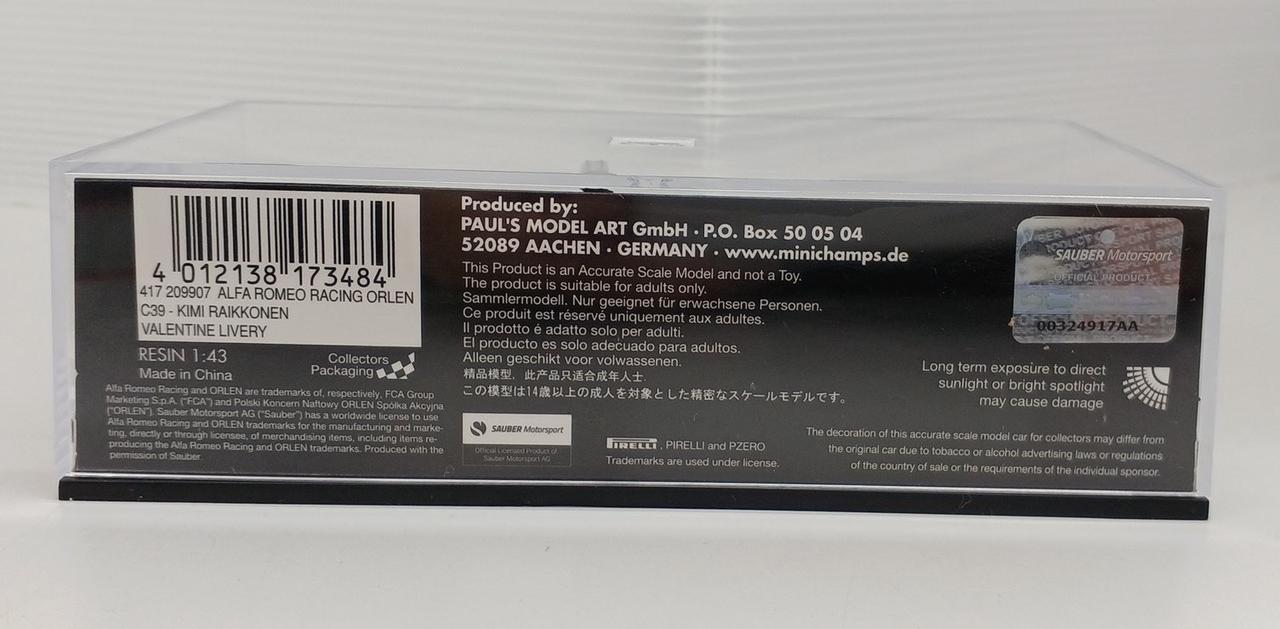 4 012138 173484
417 209907 ALFA ROMEO RACING ORLEN
C39 - KIMI RAIKKONEN
VALENTINE LIVERY
RESIN 1:43
Made in China
Collectors
Packaging
Alfa Romeo Racing and ORLEN are trademarks of, respectively, FCA Group
Marketing S.p.A. ("FCA") and Polski Koncern Naftowy ORLEN Spólka Akcyjna
("ORLEN"). Sauber Motorsport AG ("Sauber") has a worldwide license to use
Alfa Romeo Racing and ORLEN trademarks for the manufacturing and marke-
ting, directly or through licensee, of merchandising items, including items re-
producing the Alfa Romeo Racing and ORLEN trademarks. Produced with the
permission of Sauber.
Produced by:
PAUL'S MODEL ART GmbH · P.O. Box 50 05 04
52089 AACHEN · GERMANY · www.minichamps.de
This Product is an Accurate Scale Model and not a Toy.
The product is suitable for adults only.
Sammlermodell. Nur geeignet für erwachsene Personen.
Ce produit est réservé uniquement aux adultes.
Il prodotto é adatto solo per adulti.
El producto es solo adecuado para adultos.
Alleen geschikt voor volwassenen.
精品模型, 此产品只适合成年人士.
この模型は14歳以上の成人を対象とした精密なスケールモデルです。
SAUBER Motorsport
Official Licensed Product of
Sauber Motorsport AG
PIRELLI, PIRELLI and PZERO
Trademarks are used under license.
SAUBER Motorsport
OFFICIAL PRODUCT
00324917AA
Long term exposure to direct
sunlight or bright spotlight
may cause damage
The decoration of this accurate scale model car for collectors may differ from
the original car due to tobacco or alcohol advertising laws or regulations
of the country of sale or the requirements of the individual sponsor.